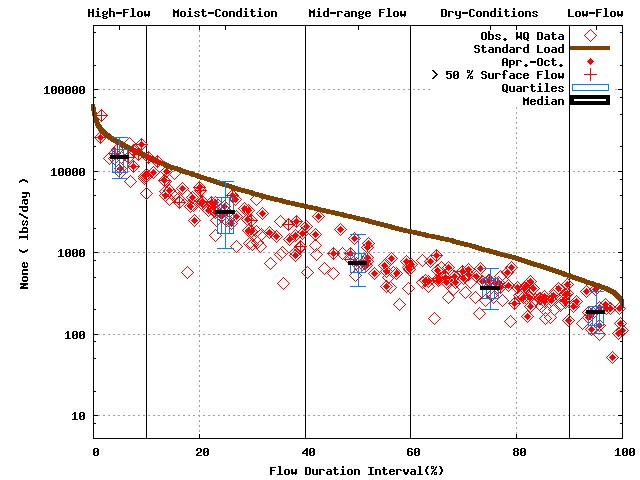 High-Flow Moist-Condition Mid-range Flow Dry-Conditions Low-Flow
Obs. WQ Data
Standard Load
Apr.-Oct.
> 50 % Surface Flow
Quartiles
Median
100000
10000
1000
100
10
None ( lbs/day )
0 20 40 60 80 100
Flow Duration Interval(%)